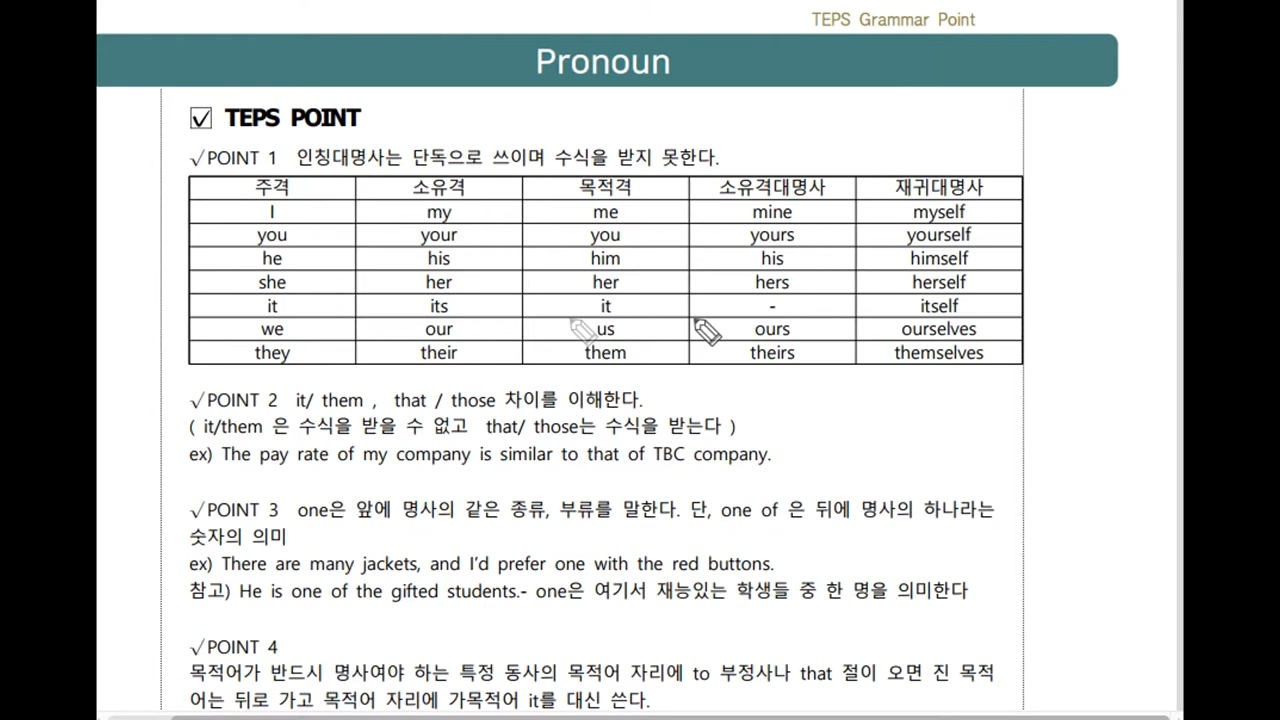 TEPS Grammar Point
Pronoun
TEPS POINT
√POINT 1 인칭대명사는 단독으로 쓰이며 수식을 받지 못한다.
주격 소유격 목적격 소유격대명사 재귀대명사
I my me mine myself
you your you yours yourself
he his him his himself
she her her hers herself
it its it - itself
we our us ours ourselves
they their them theirs themselves
√POINT 2 it/ them , that / those 차이를 이해한다.
( it/them 은 수식을 받을 수 없고 that/ those는 수식을 받는다 )
ex) The pay rate of my company is similar to that of TBC company.
√POINT 3 one은 앞에 명사의 같은 종류, 부류를 말한다. 단, one of 은 뒤에 명사의 하나라는
숫자의 의미
ex) There are many jackets, and I’d prefer one with the red buttons.
참고) He is one of the gifted students.- one은 여기서 재능있는 학생들 중 한 명을 의미한다
√POINT 4
목적어가 반드시 명사여야 하는 특정 동사의 목적어 자리에 to 부정사나 that 절이 오면 진 목적
어는 뒤로 가고 목적어 자리에 가목적어 it를 대신 쓴다.